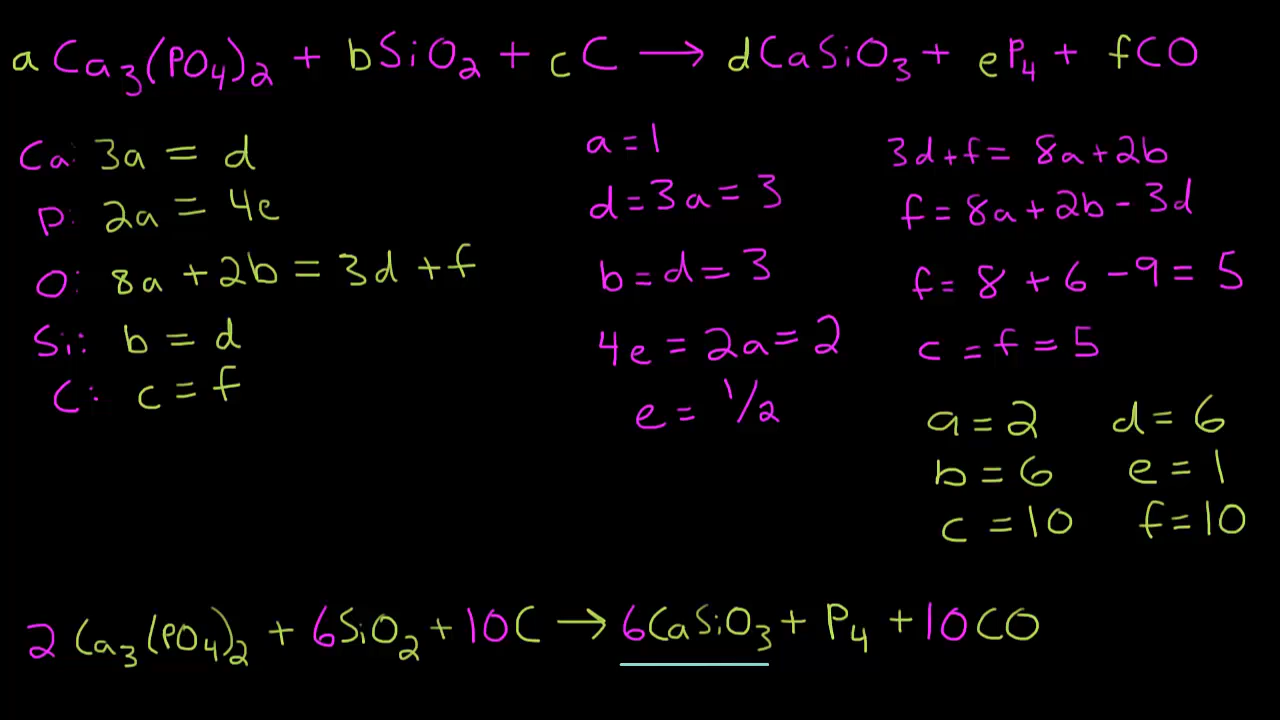 aCa₃(PO₄)₂ + bSiO₂ + cC → dCaSiO₃ + eP₄ + fCO
Ca: 3a = d
P: 2a = 4e
O: 8a + 2b = 3d + f
Si: b = d
C: c = f
a = 1
d = 3a = 3
b = d = 3
4e = 2a = 2
e = 1/2
3d + f = 8a + 2b
f = 8a + 2b - 3d
f = 8 + 6 - 9 = 5
c = f = 5
a = 2 d = 6
b = 6 e = 1
c = 10 f = 10
2Ca₃(PO₄)₂ + 6SiO₂ + 10C → 6CaSiO₃ + P₄ + 10CO